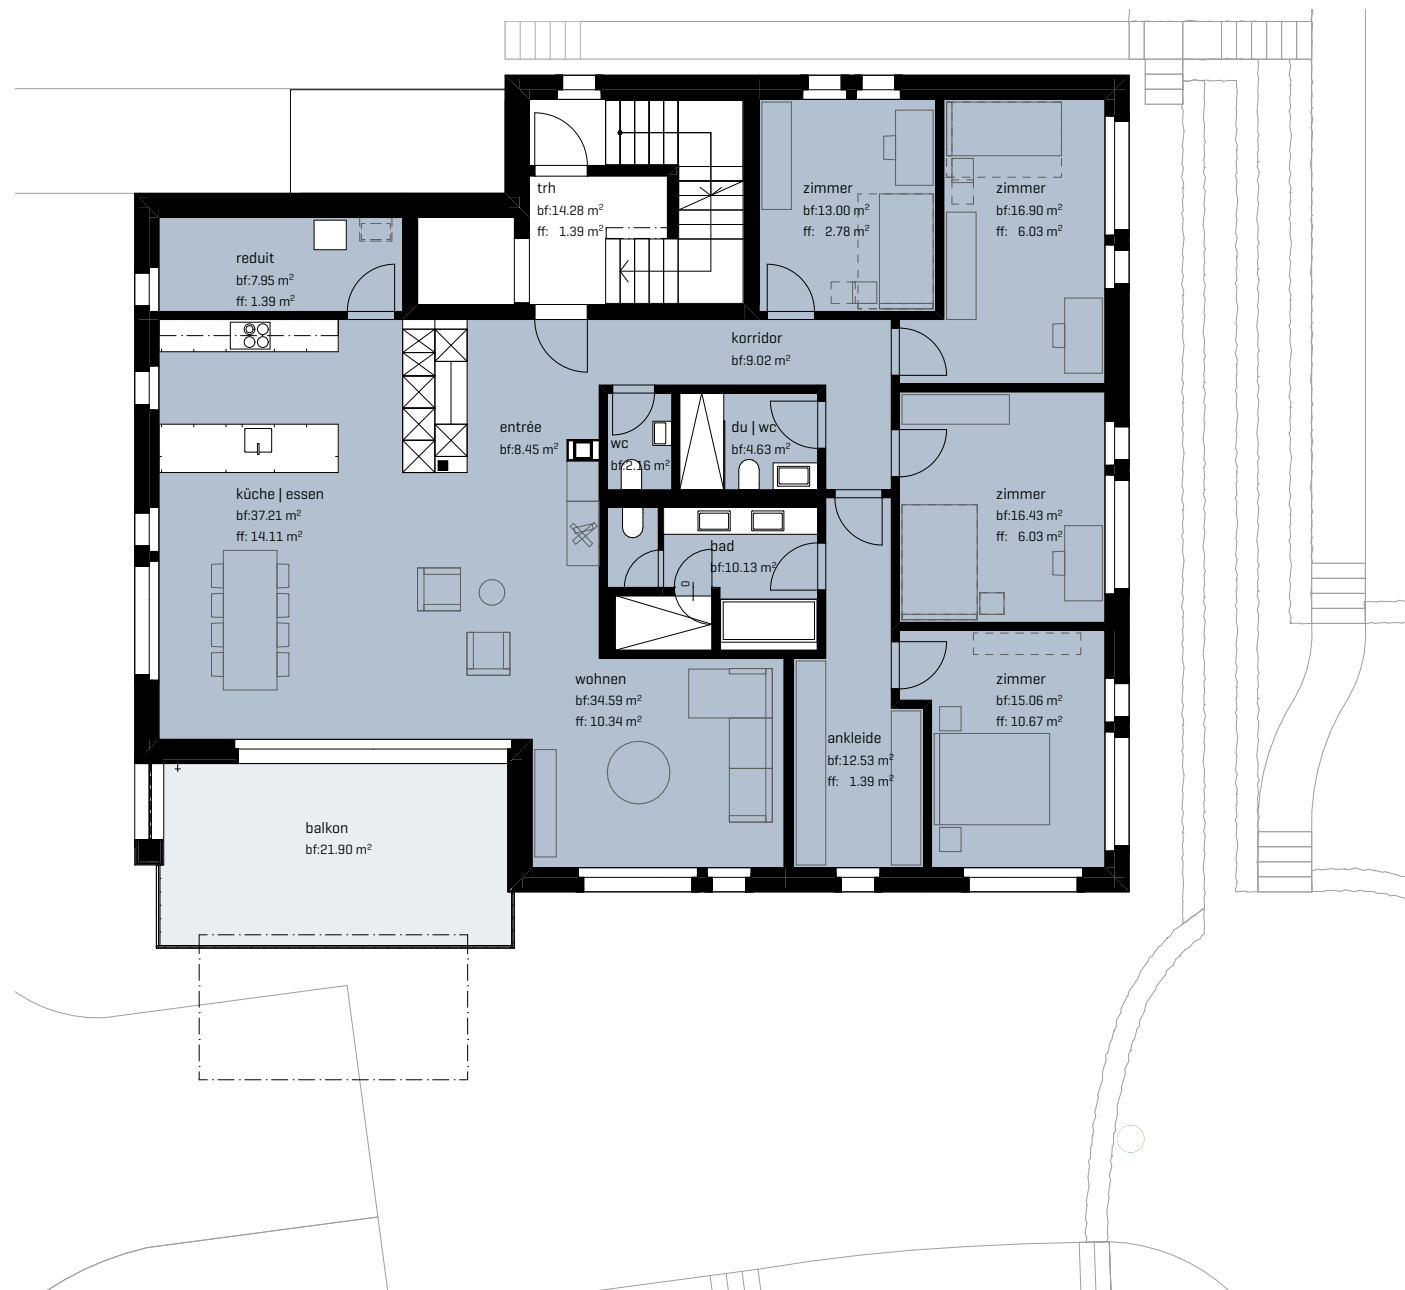 trh
bf:14.28 m²
ff: 1.39 m²
zimmer
bf:13.00 m²
ff: 2.78 m²
zimmer
bf:16.90 m²
ff: 6.03 m²
reduit
bf:7.95 m²
ff: 1.39 m²
korridor
bf:9.02 m²
entrée
bf:8.45 m²
wc
bf:2.16 m²
du | wc
bf:4.63 m²
küche | essen
bf:37.21 m²
ff: 14.11 m²
zimmer
bf:16.43 m²
ff: 6.03 m²
bad
bf:10.13 m²
0
wohnen
bf:34.59 m²
ff: 10.34 m²
zimmer
bf:15.06 m²
ff: 10.67 m²
ankleide
bf:12.53 m²
ff: 1.39 m²
balkon
bf:21.90 m²